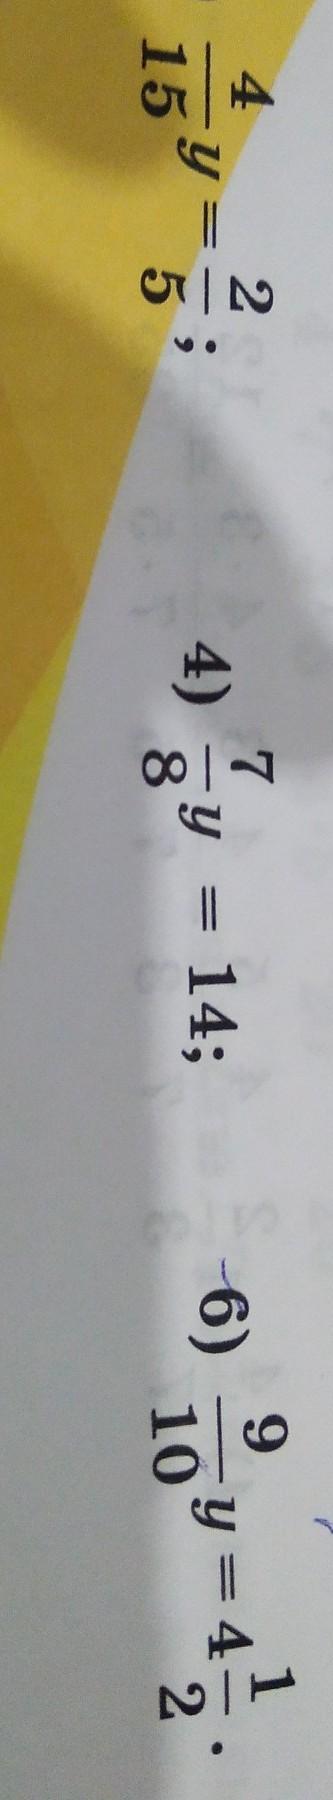 ) 4/15 y = 2/5; 4) 7/8 y = 14; 6) 9/10 y = 4 1/2.